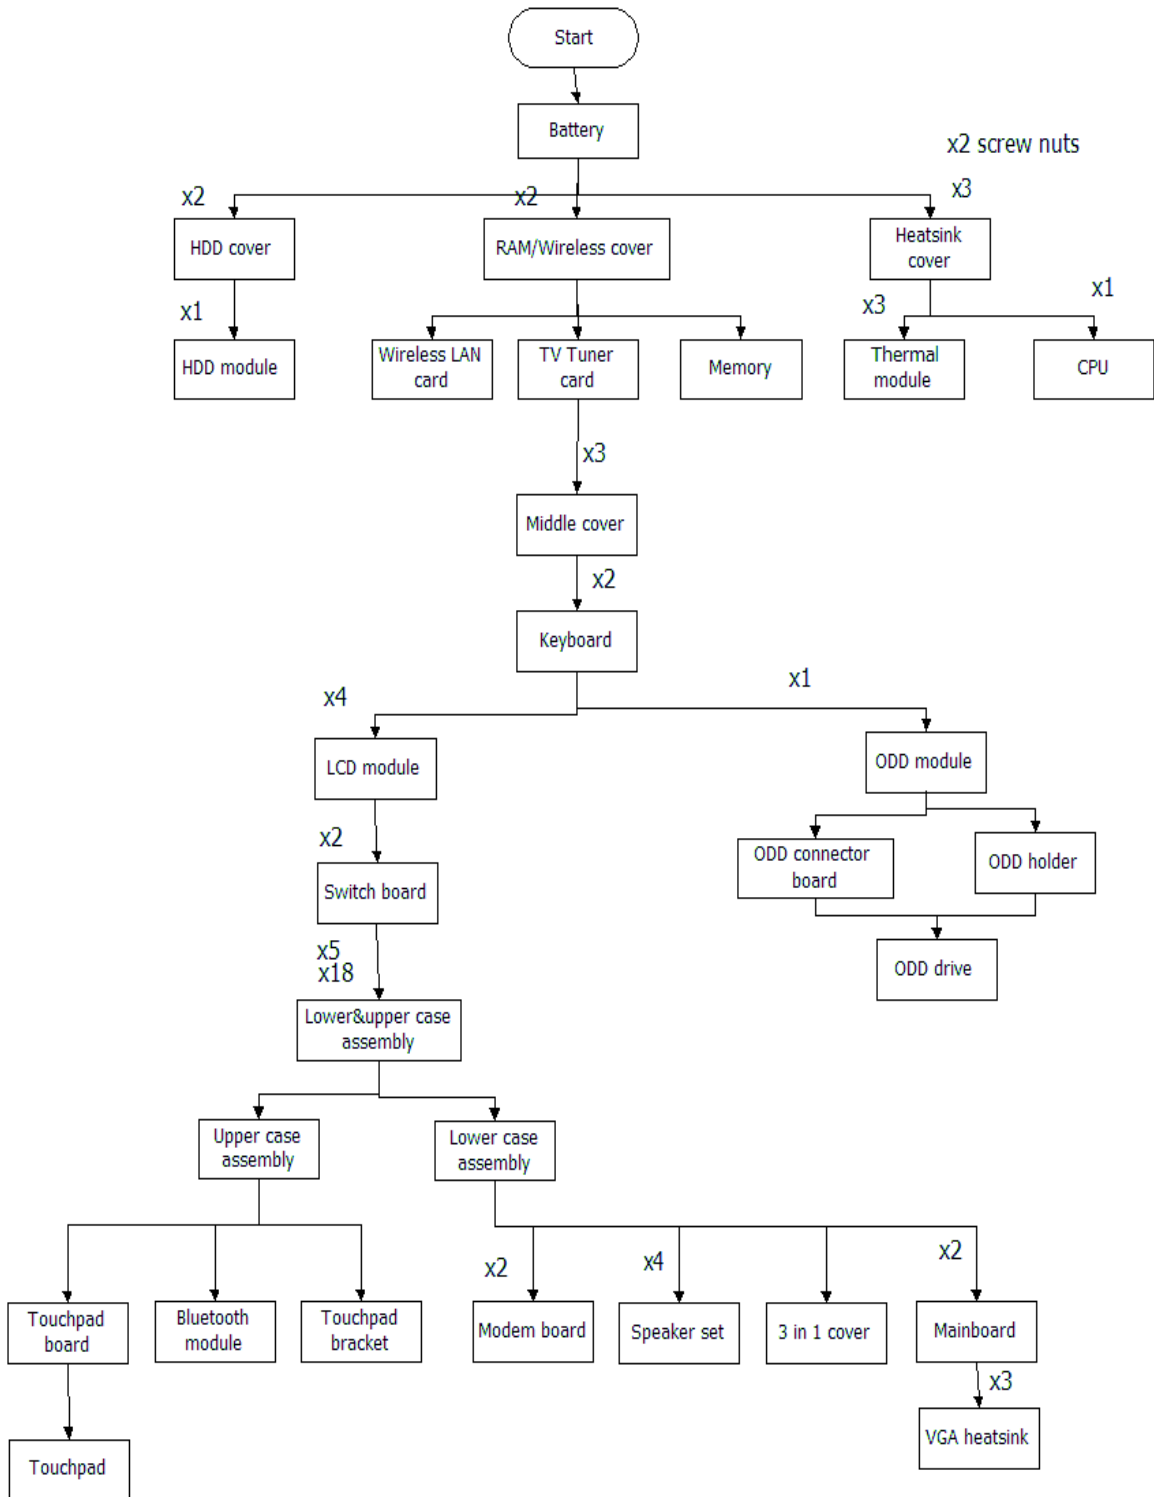 Start
Battery
x2 screw nuts
x2
x2
x3
HDD cover
RAM/Wireless cover
Heatsink
cover
x1
x3
x1
HDD module
Wireless LAN
card
TV Tuner
card
Memory
Thermal
module
CPU
x3
Middle cover
x2
Keyboard
x4
x1
LCD module
ODD module
x2
ODD connector
board
ODD holder
Switch board
x5
x18
ODD drive
Lower&upper case
assembly
Upper case
assembly
Lower case
assembly
x2
x4
x2
Touchpad
board
Bluetooth
module
Touchpad
bracket
Modem board
Speaker set
3 in 1 cover
Mainboard
x3
Touchpad
VGA heatsink